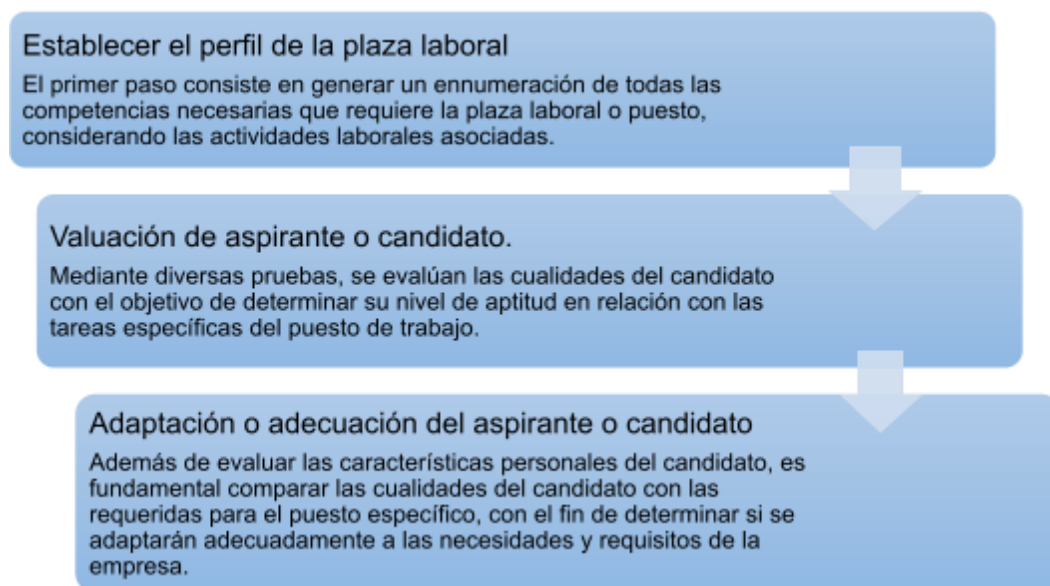 Establecer el perfil de la plaza laboral
El primer paso consiste en generar un ennumeración de todas las
competencias necesarias que requiere la plaza laboral o puesto,
considerando las actividades laborales asociadas.
Valuación de aspirante o candidato.
Mediante diversas pruebas, se evalúan las cualidades del candidato
con el objetivo de determinar su nivel de aptitud en relación con las
tareas específicas del puesto de trabajo.
Adaptación o adecuación del aspirante o candidato
Además de evaluar las características personales del candidato, es
fundamental comparar las cualidades del candidato con las
requeridas para el puesto específico, con el fin de determinar si se
adaptarán adecuadamente a las necesidades y requisitos de la
empresa.